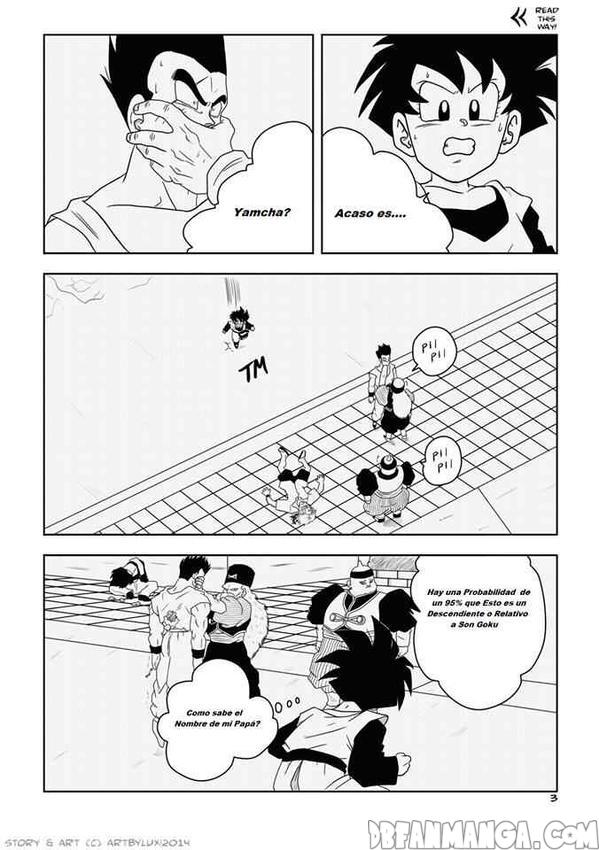 READ
THIS
WAY!
Acaso es....
Yamcha?
PII
PII
TM
PII
PII
Hay una Probabilidad de
un 95% que Esto es un
Descendiente o Relativo
a Son Goku
...
Como sabe el
Nombre de mi Papá?
3
STORY & ART (C) ARTBYLUX!2014
DBFANMANGA.COM